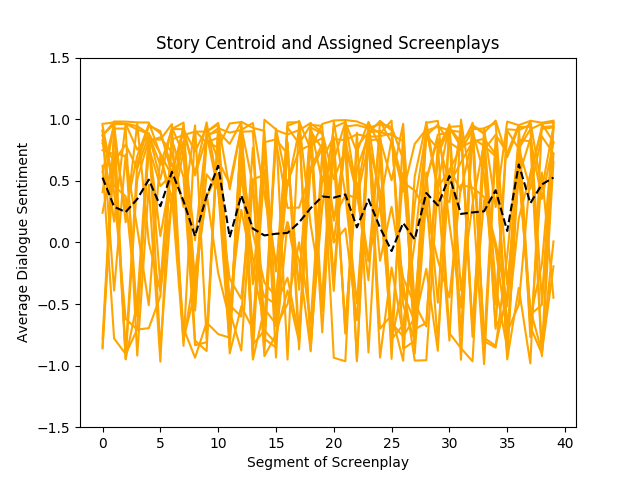 Story Centroid and Assigned Screenplays
1.5
1.0
0.5
0.0
−0.5
−1.0
−1.5
Average Dialogue Sentiment
0 5 10 15 20 25 30 35 40
Segment of Screenplay